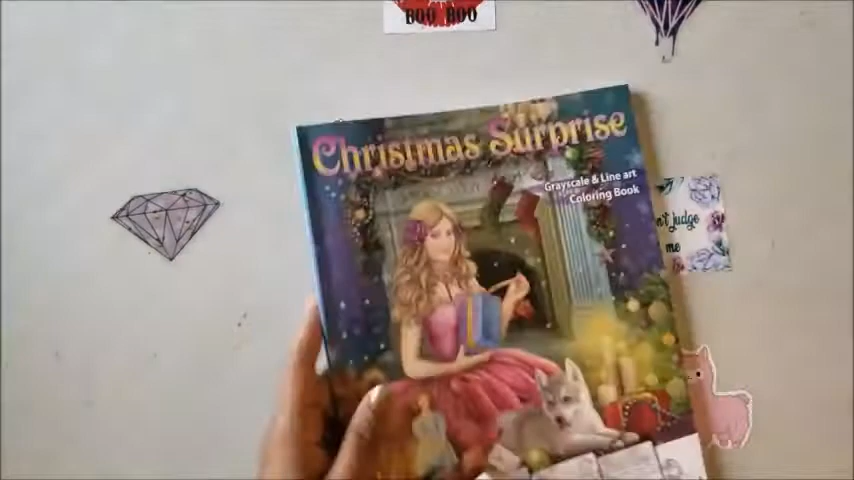 BOO BOO
Christmas Surprise
Grayscale & Line art
Coloring Book
n't judge
me